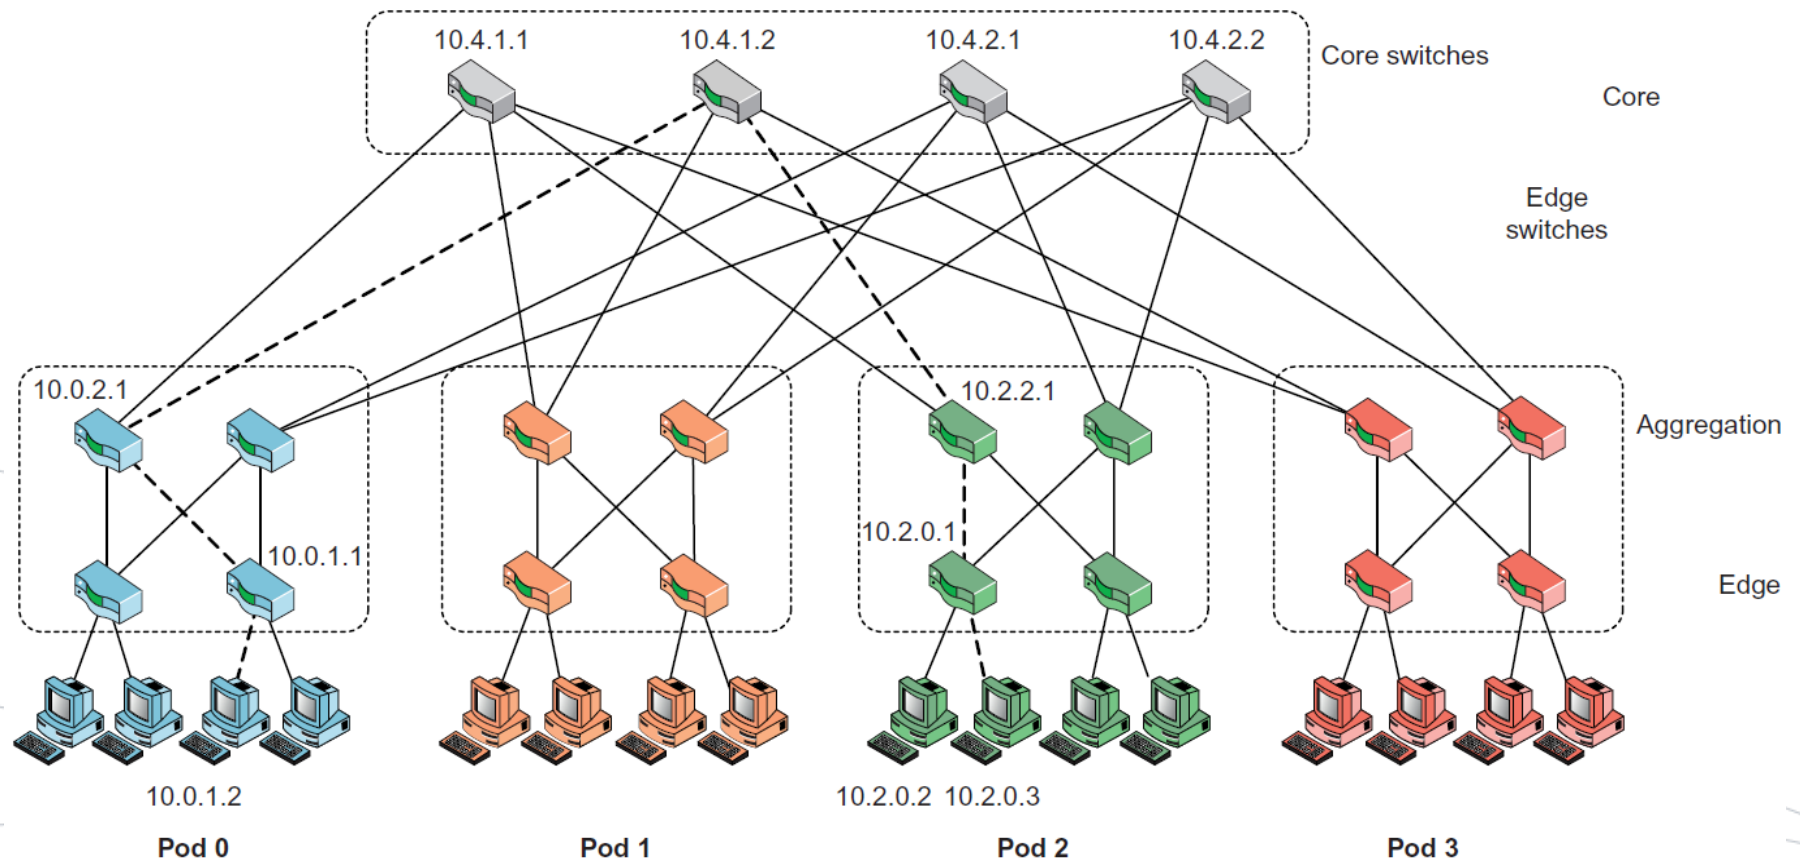 10.4.1.1 10.4.1.2 10.4.2.1 10.4.2.2
Core switches
Core
Edge
switches
10.0.2.1
10.2.2.1
Aggregation
10.2.0.1
10.0.1.1
Edge
10.0.1.2
10.2.0.2 10.2.0.3
Pod 0 Pod 1 Pod 2 Pod 3